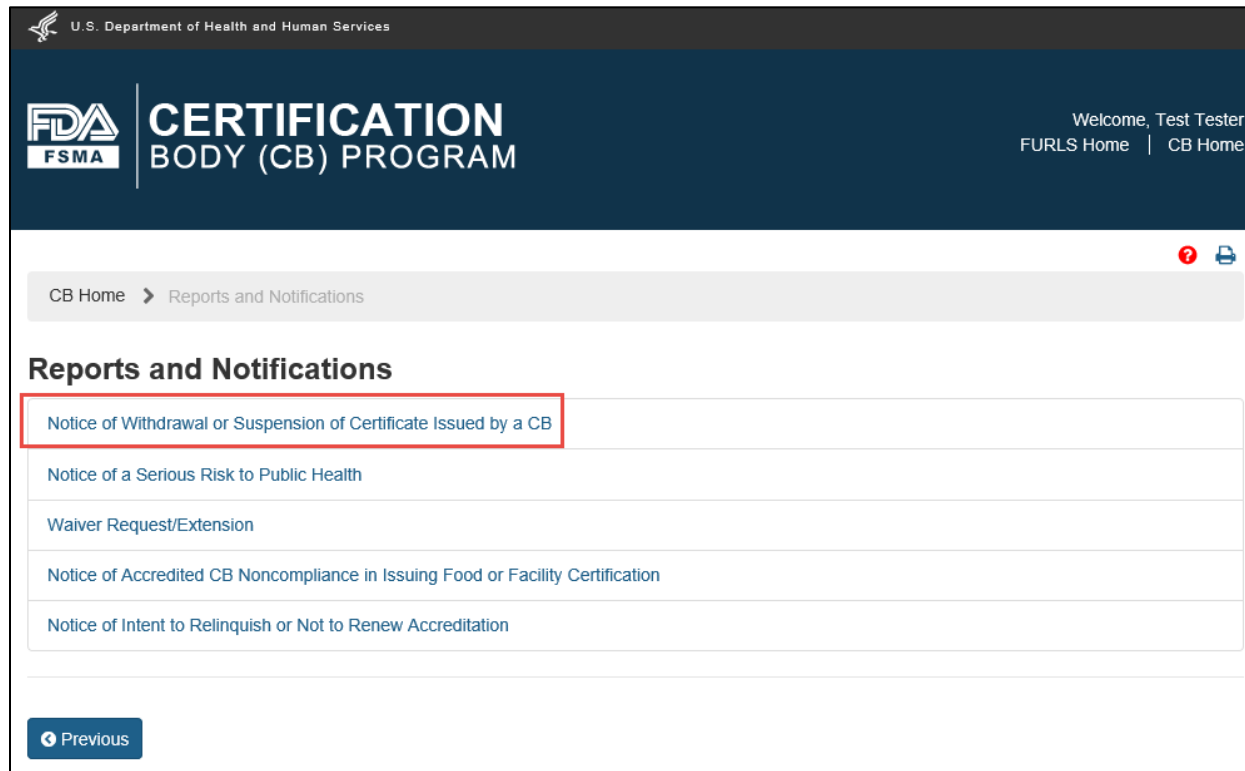 U.S. Department of Health and Human Services
FDA
FSMA
CERTIFICATION
BODY (CB) PROGRAM
Welcome, Test Tester
FURLS Home | CB Home
?
CB Home > Reports and Notifications
Reports and Notifications
Notice of Withdrawal or Suspension of Certificate Issued by a CB
Notice of a Serious Risk to Public Health
Waiver Request/Extension
Notice of Accredited CB Noncompliance in Issuing Food or Facility Certification
Notice of Intent to Relinquish or Not to Renew Accreditation
Previous